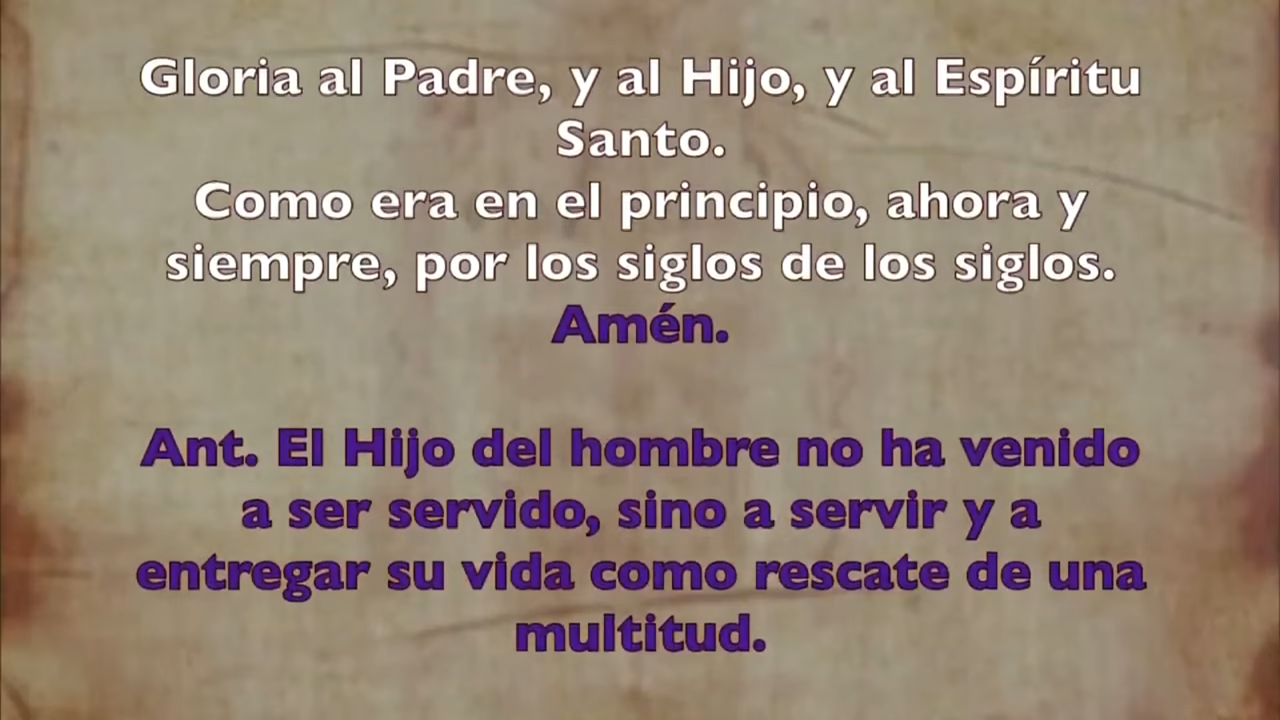 Gloria al Padre, y al Hijo, y al Espíritu
Santo.
Como era en el principio, ahora y
siempre, por los siglos de los siglos.
Amén.
Ant. El Hijo del hombre no ha venido
a ser servido, sino a servir y a
entregar su vida como rescate de una
multitud.